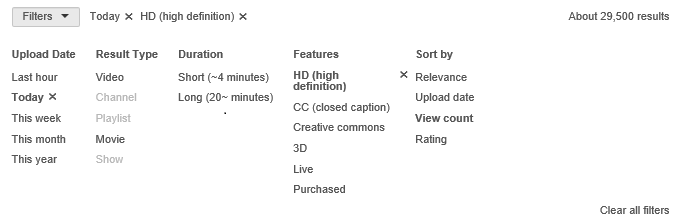 Filters Today × HD (high definition) × About 29,500 results
Upload Date Result Type Duration Features Sort by
Last hour Video Short (~4 minutes) HD (high definition) × Relevance
Today × Channel Long (20~ minutes) CC (closed caption) Upload date
This week Playlist Creative commons View count
This month Movie 3D Rating
This year Show Live
Purchased
Clear all filters